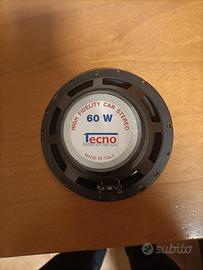 HIGH FIDELITY CAR STEREO
60 W
Tecno
MADE IN ITALY
subito